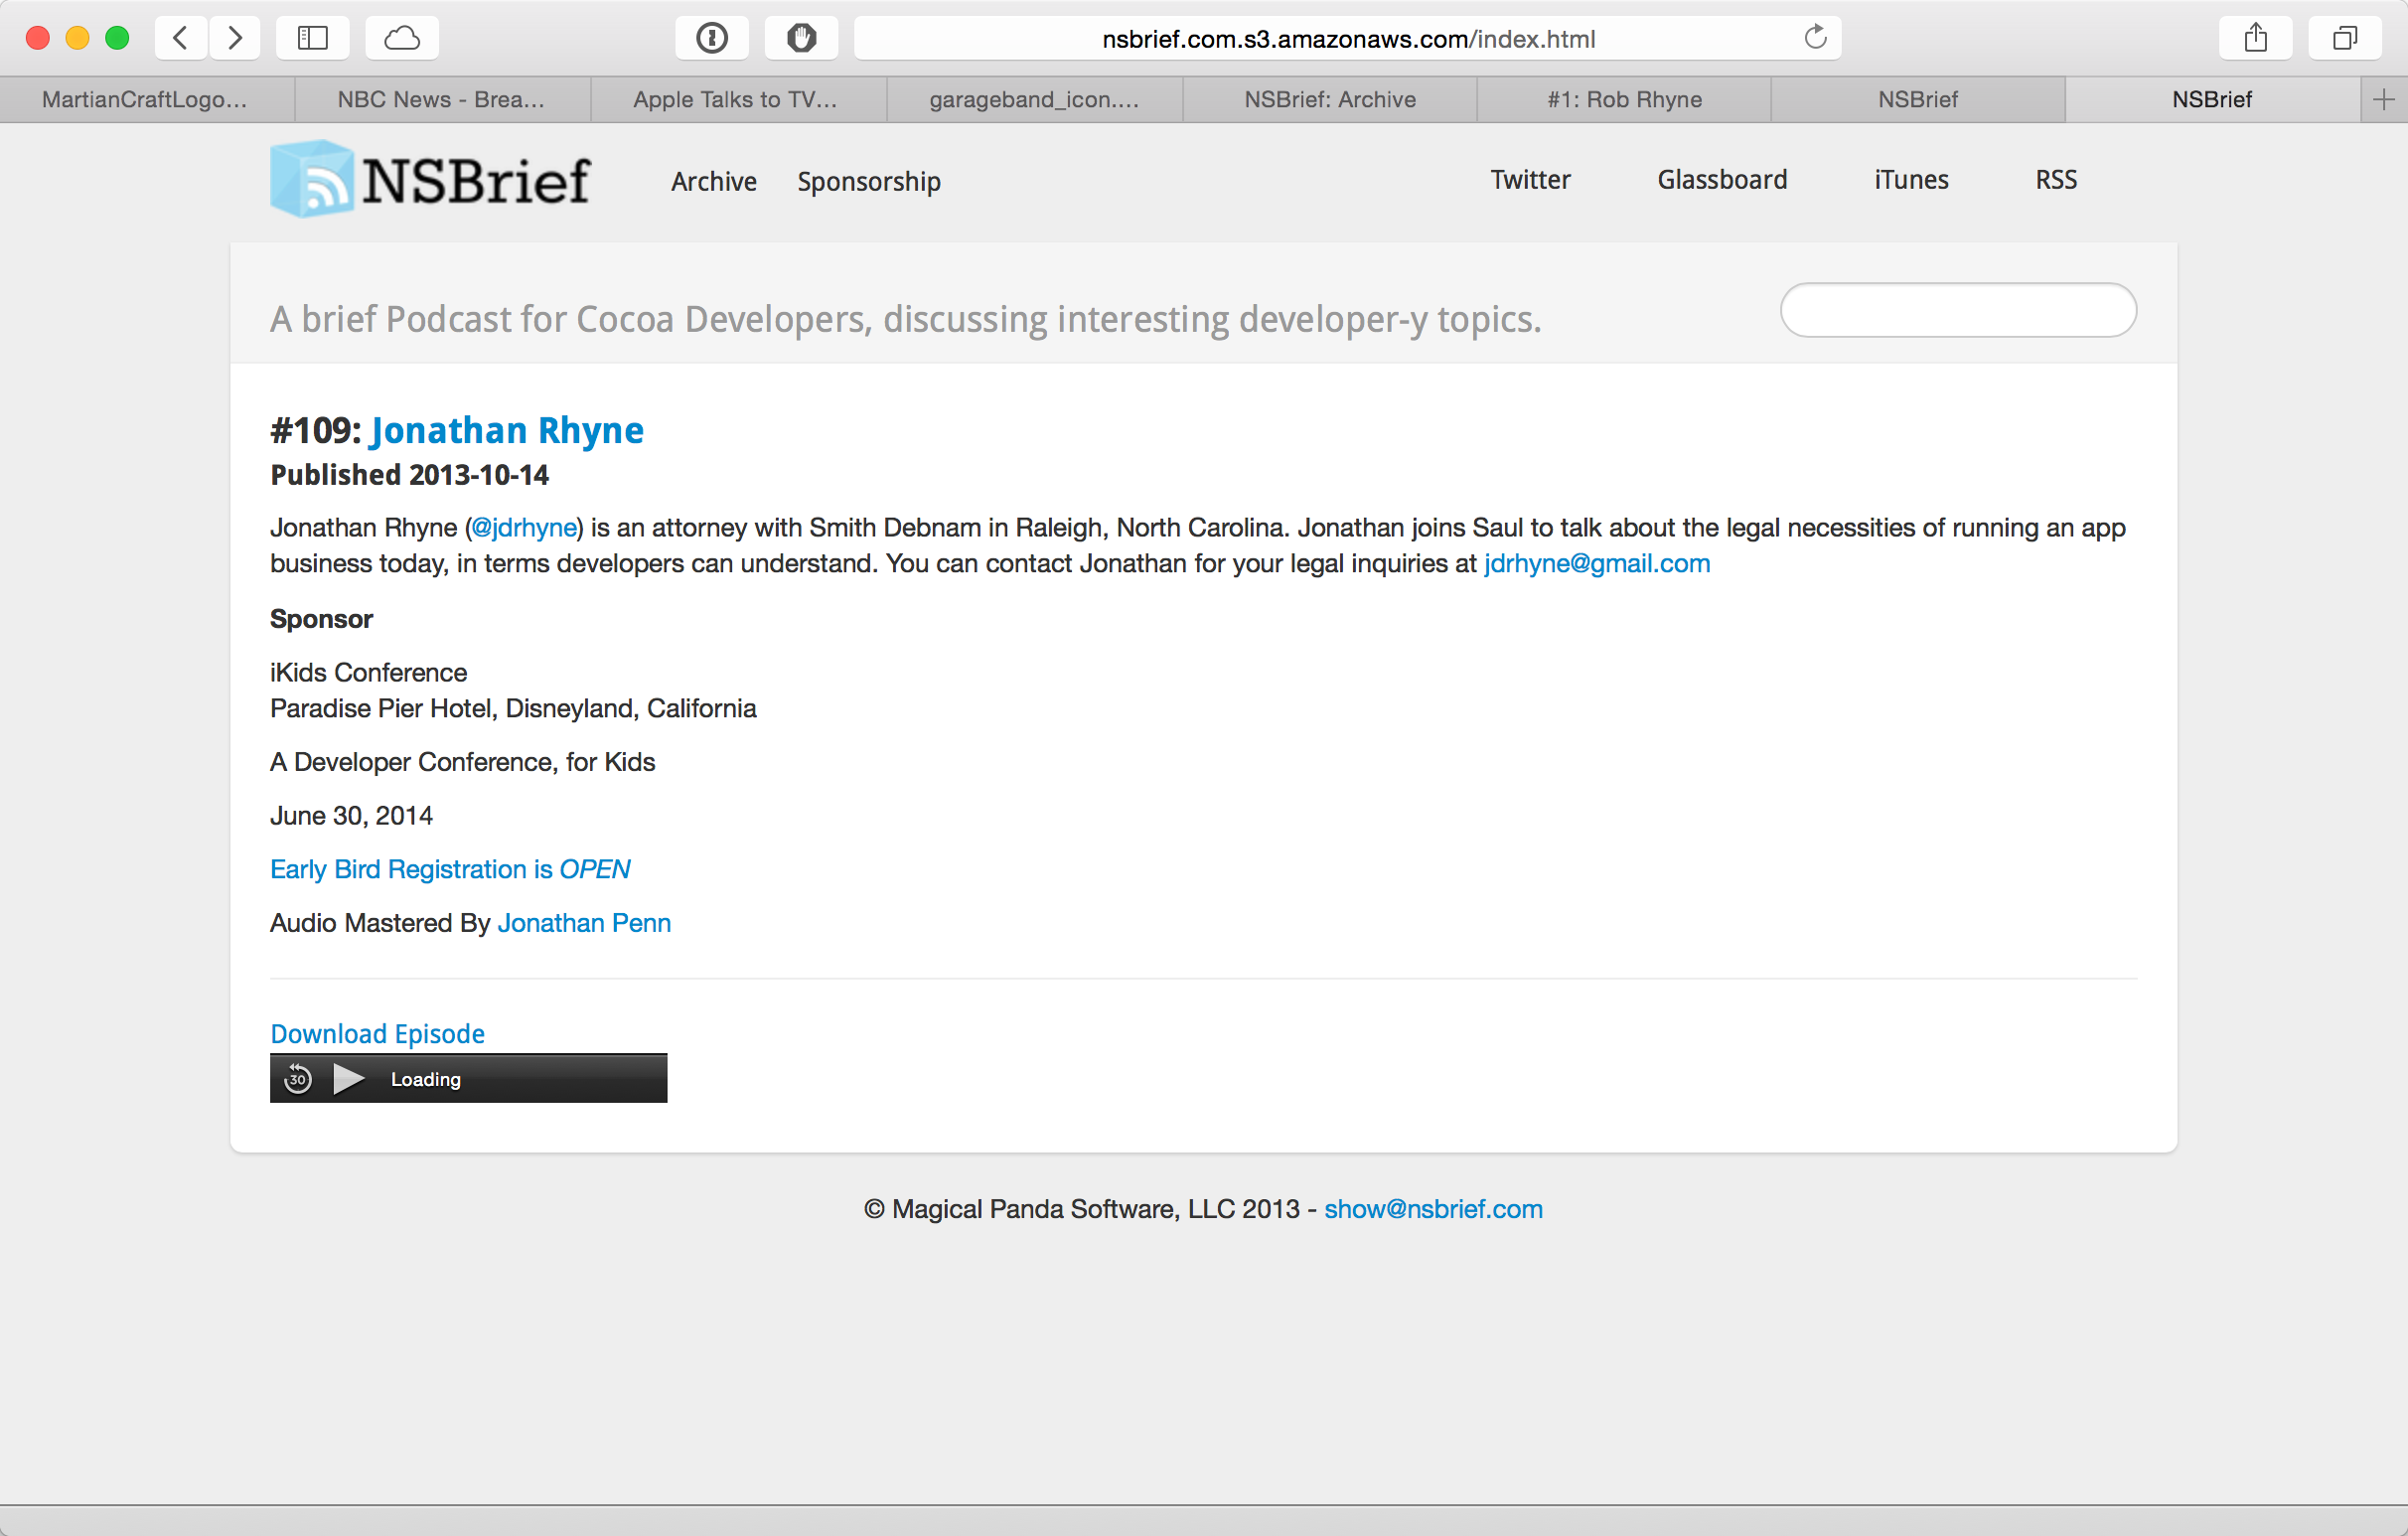 nsbrief.com.s3.amazonaws.com/index.html
MartianCraftLogo...
NBC News - Brea...
Apple Talks to TV...
garageband_icon....
NSBrief: Archive
#1: Rob Rhyne
NSBrief
NSBrief
NSBrief
Archive
Sponsorship
Twitter
Glassboard
iTunes
RSS
A brief Podcast for Cocoa Developers, discussing interesting developer-y topics.
#109: Jonathan Rhyne
Published 2013-10-14
Jonathan Rhyne (@jdrhyne) is an attorney with Smith Debnam in Raleigh, North Carolina. Jonathan joins Saul to talk about the legal necessities of running an app
business today, in terms developers can understand. You can contact Jonathan for your legal inquiries at jdrhyne@gmail.com
Sponsor
iKids Conference
Paradise Pier Hotel, Disneyland, California
A Developer Conference, for Kids
June 30, 2014
Early Bird Registration is OPEN
Audio Mastered By Jonathan Penn
Download Episode
30
Loading
© Magical Panda Software, LLC 2013 - show@nsbrief.com